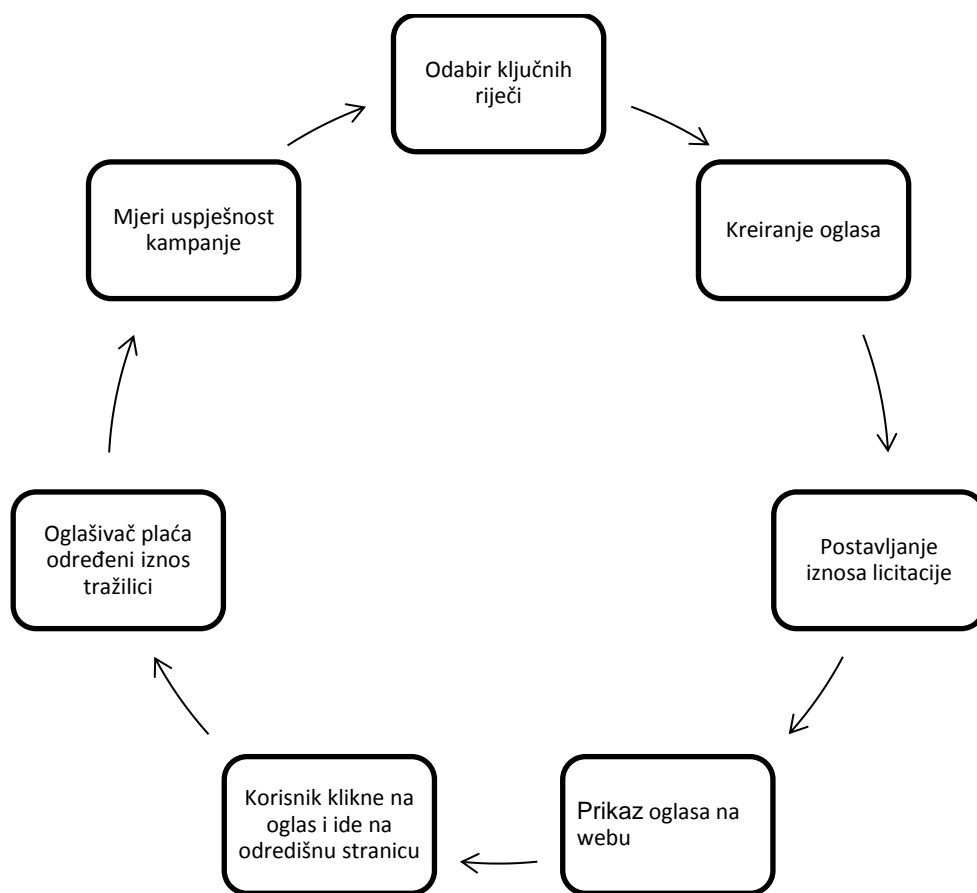 Odabir ključnih
riječi
Kreiranje oglasa
Postavljanje
iznosa licitacije
Prikaz oglasa na
webu
Korisnik klikne na
oglas i ide na
odredišnu stranicu
Oglašivač plaća
određeni iznos
tražilici
Mjeri uspješnost
kampanje